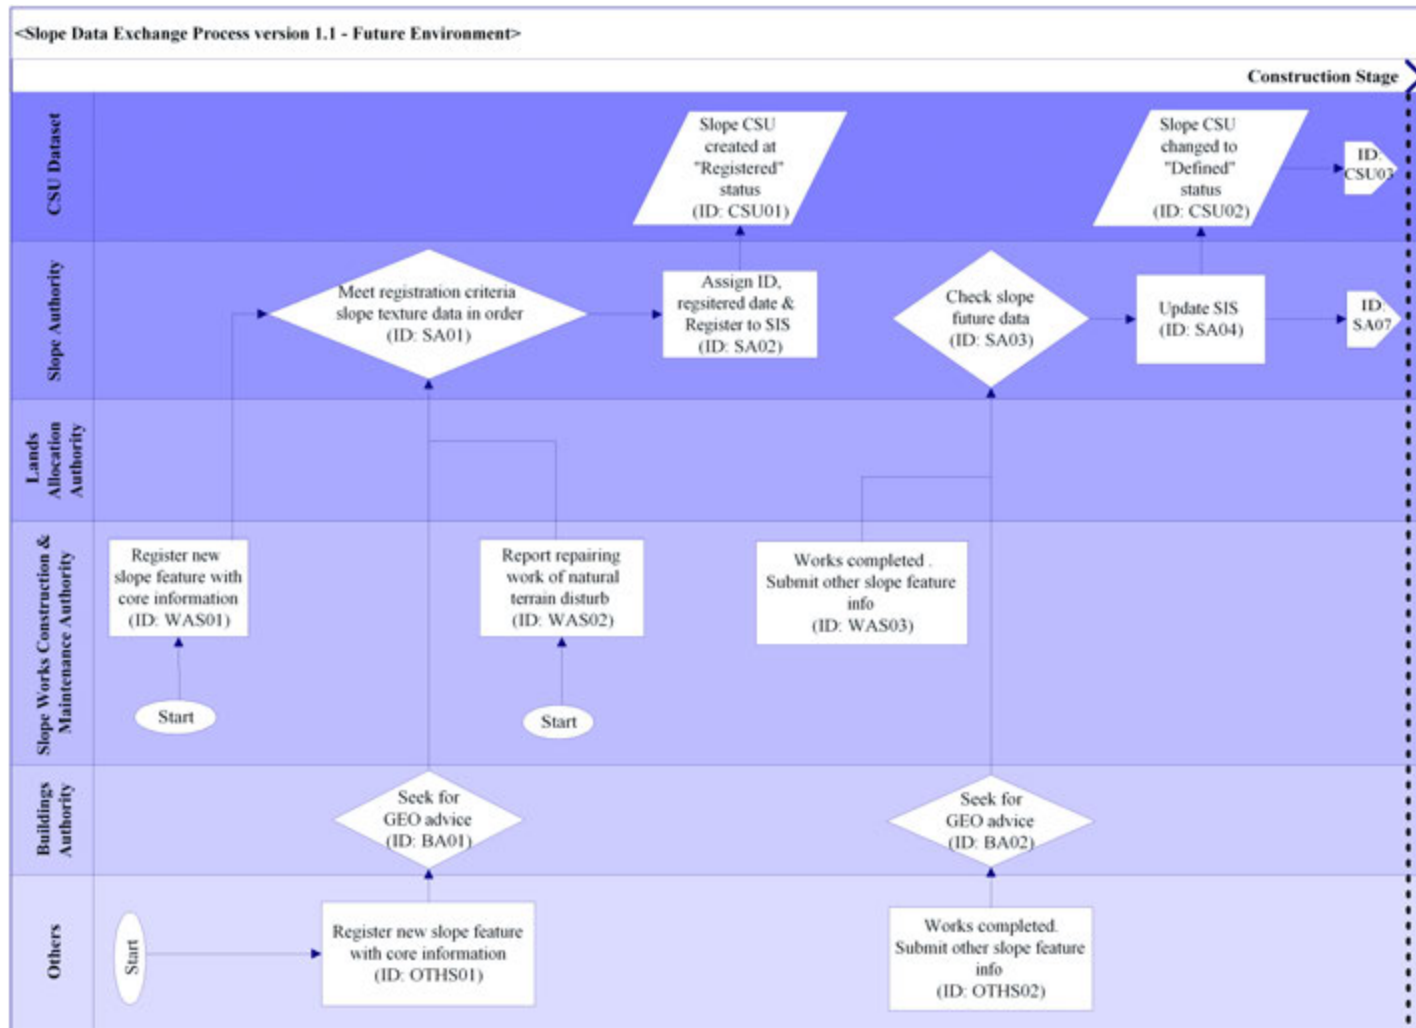 <Slope Data Exchange Process version 1.1 - Future Environment>
Construction Stage
CSU Dataset
Slope CSU
created at
"Registered"
status
(ID: CSU01)
Slope CSU
changed to
"Defined"
status
(ID: CSU02)
ID:
CSU03
Slope Authority
Meet registration criteria
slope texture data in order
(ID: SA01)
Assign ID,
regsitered date &
Register to SIS
(ID: SA02)
Check slope
future data
(ID: SA03)
Update SIS
(ID: SA04)
ID:
SA07
Lands
Allocation
Authority
Slope Works Construction &
Maintenance Authority
Register new
slope feature with
core information
(ID: WAS01)
Start
Report repairing
work of natural
terrain disturb
(ID: WAS02)
Start
Works completed .
Submit other slope feature
info
(ID: WAS03)
Buildings
Authority
Seek for
GEO advice
(ID: BA01)
Seek for
GEO advice
(ID: BA02)
Others
Start
Register new slope feature
with core information
(ID: OTHS01)
Works completed.
Submit other slope feature
info
(ID: OTHS02)